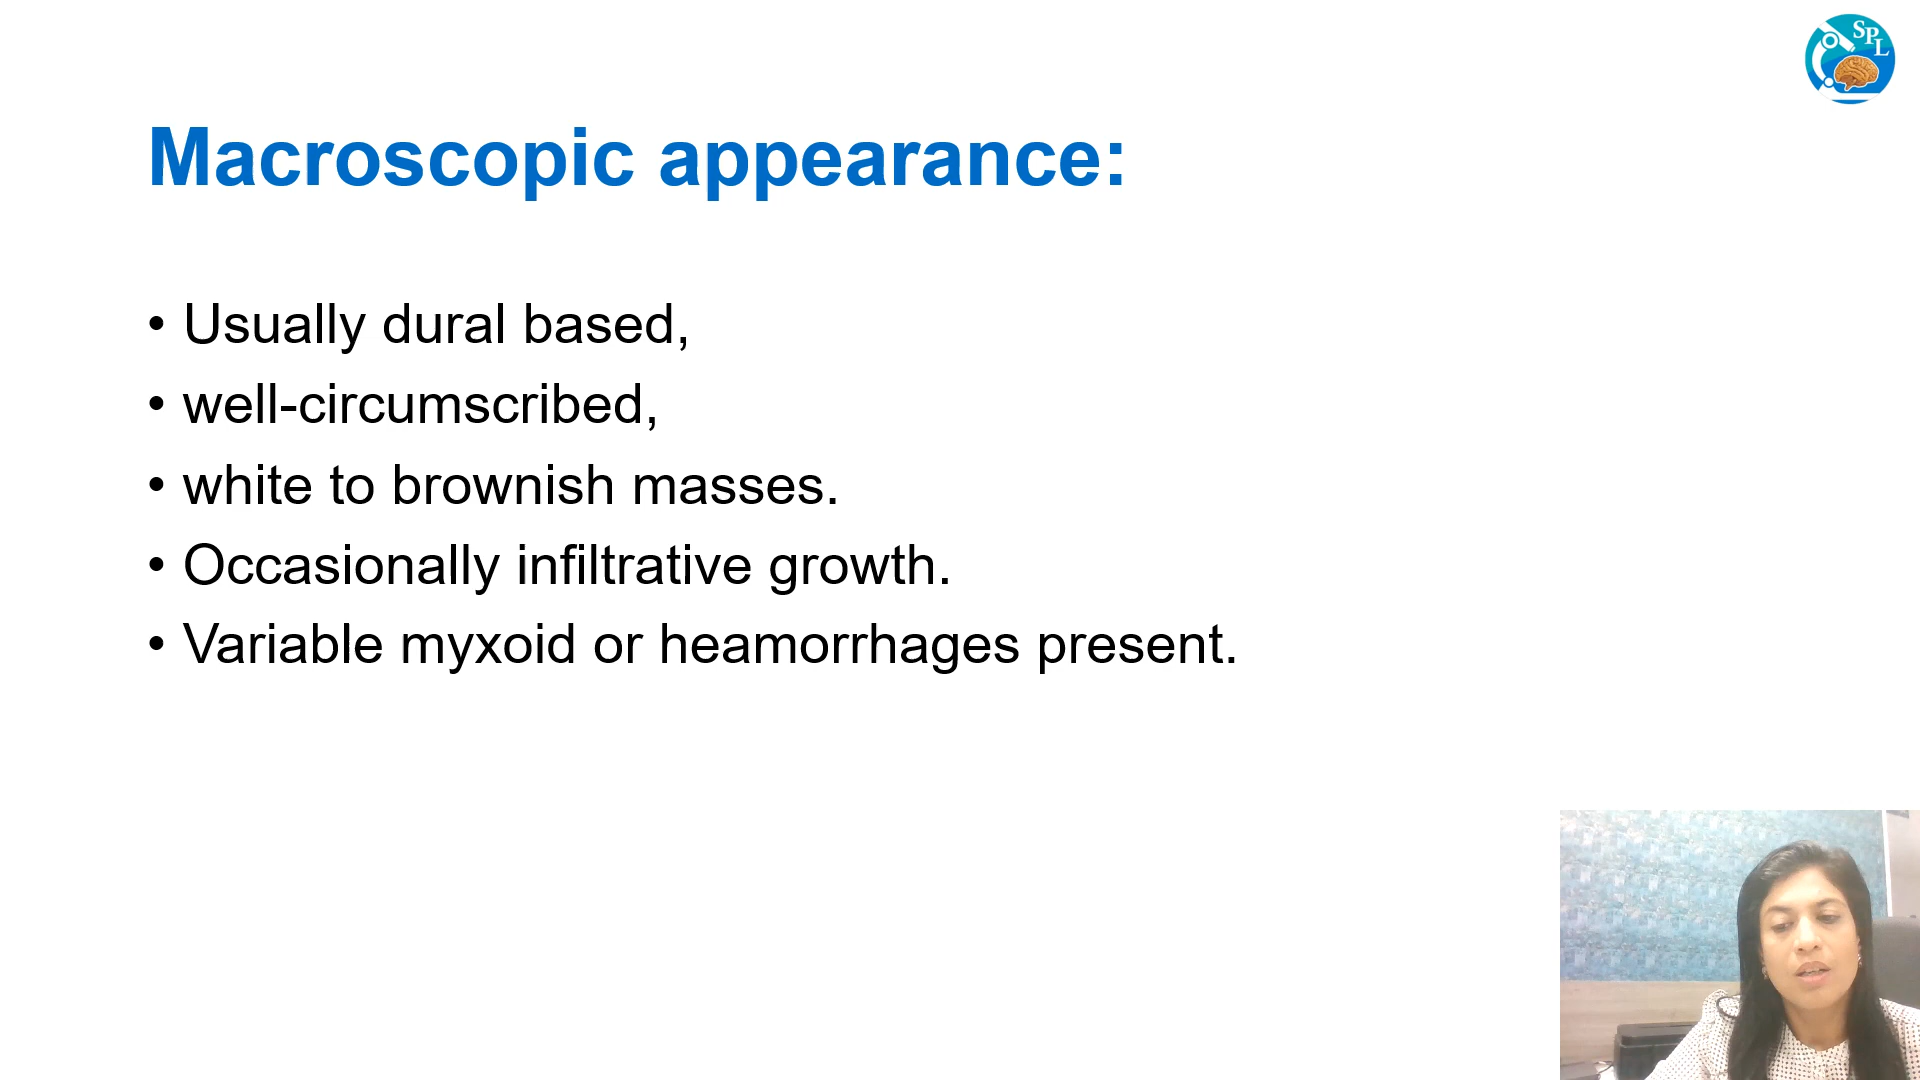 SPL
Macroscopic appearance:
• Usually dural based,
• well-circumscribed,
• white to brownish masses.
• Occasionally infiltrative growth.
• Variable myxoid or heamorrhages present.